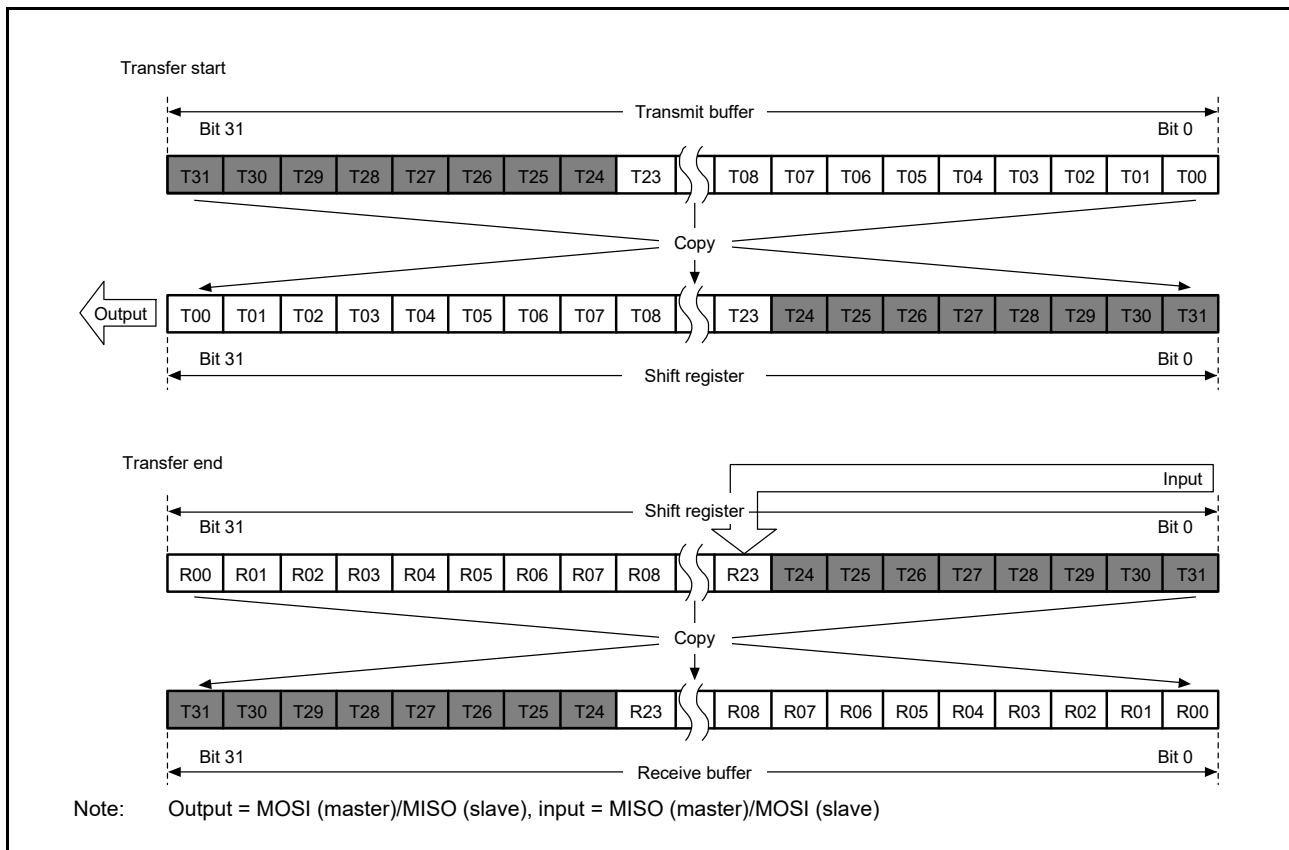 Transfer start
Transmit buffer
Bit 31 Bit 0
T31 T30 T29 T28 T27 T26 T25 T24 T23 T08 T07 T06 T05 T04 T03 T02 T01 T00
Copy
Output T00 T01 T02 T03 T04 T05 T06 T07 T08 T23 T24 T25 T26 T27 T28 T29 T30 T31
Bit 31 Bit 0
Shift register
Transfer end
Input
Shift register
Bit 31 Bit 0
R00 R01 R02 R03 R04 R05 R06 R07 R08 R23 T24 T25 T26 T27 T28 T29 T30 T31
Copy
T31 T30 T29 T28 T27 T26 T25 T24 R23 R08 R07 R06 R05 R04 R03 R02 R01 R00
Bit 31 Bit 0
Receive buffer
Note: Output = MOSI (master)/MISO (slave), input = MISO (master)/MOSI (slave)